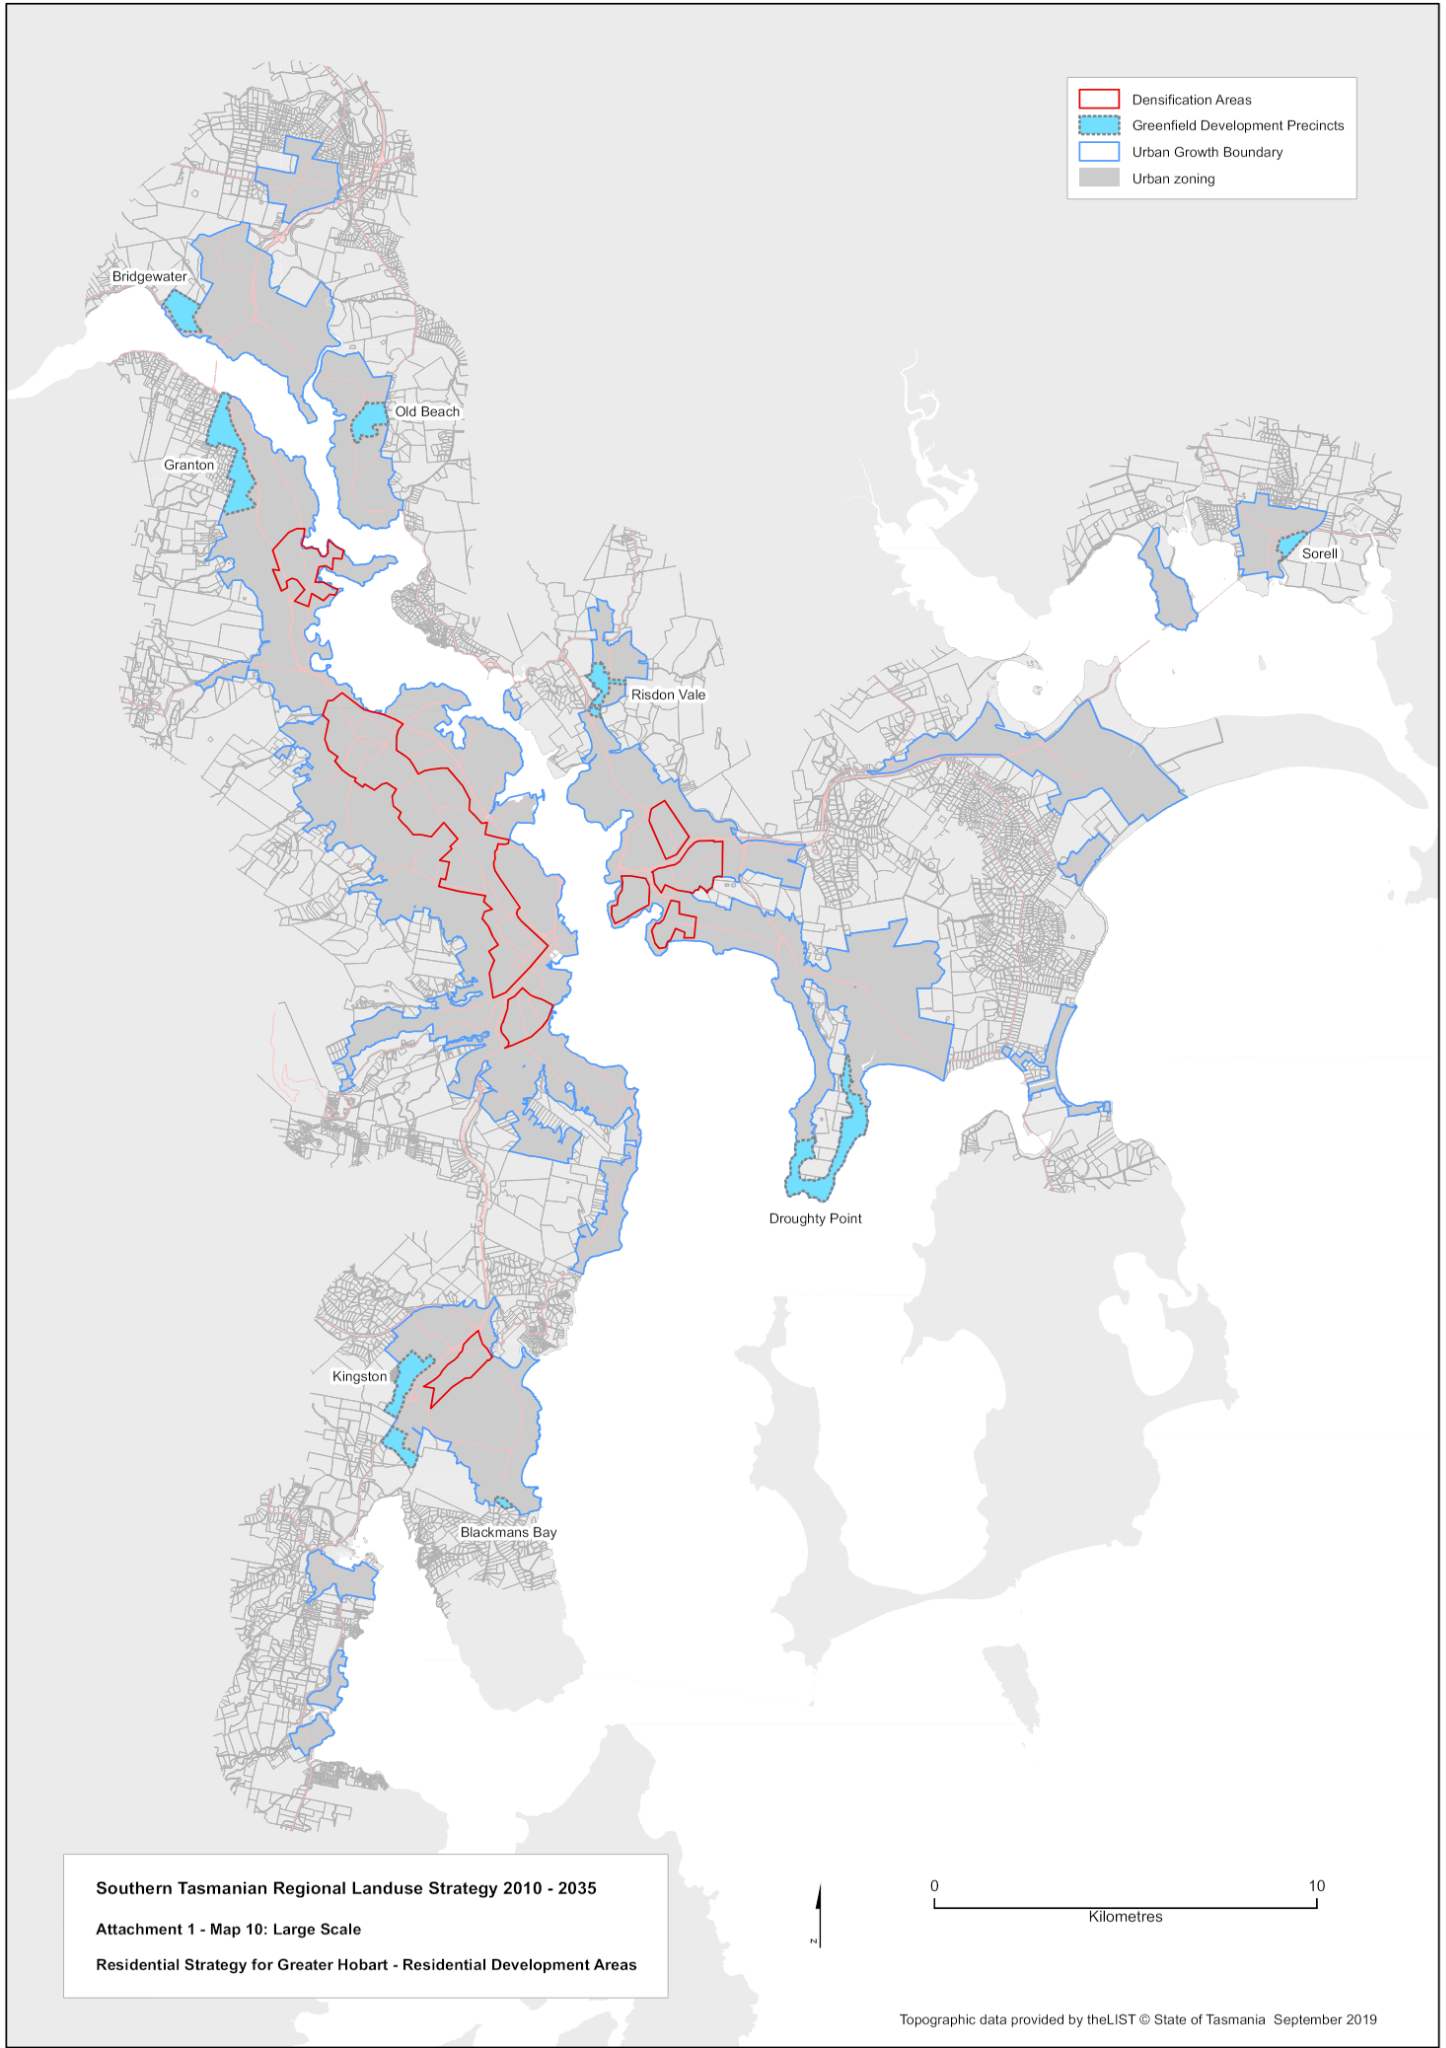 Densification Areas
Greenfield Development Precincts
Urban Growth Boundary
Urban zoning
Bridgewater
Old Beach
Granton
Sorell
Risdon Vale
Droughty Point
Kingston
Blackmans Bay
Southern Tasmanian Regional Landuse Strategy 2010 - 2035
Attachment 1 - Map 10: Large Scale
Residential Strategy for Greater Hobart - Residential Development Areas
z
0 10
Kilometres
Topographic data provided by theLIST © State of Tasmania September 2019